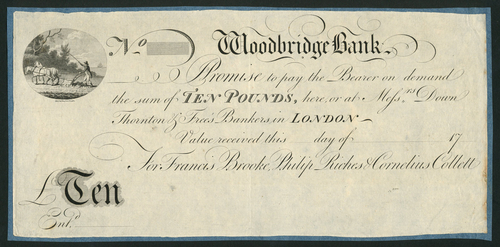 No Woodbridge Bank.
I Promise to pay the Bearer on demand
the sum of TEN POUNDS, here, or at Mess.rs Down
Thornton & Free's Bankers, in LONDON
Value received this day of 17
For Francis Brooke, Philip Riches & Cornelius Collett
£ Ten
Ent.d